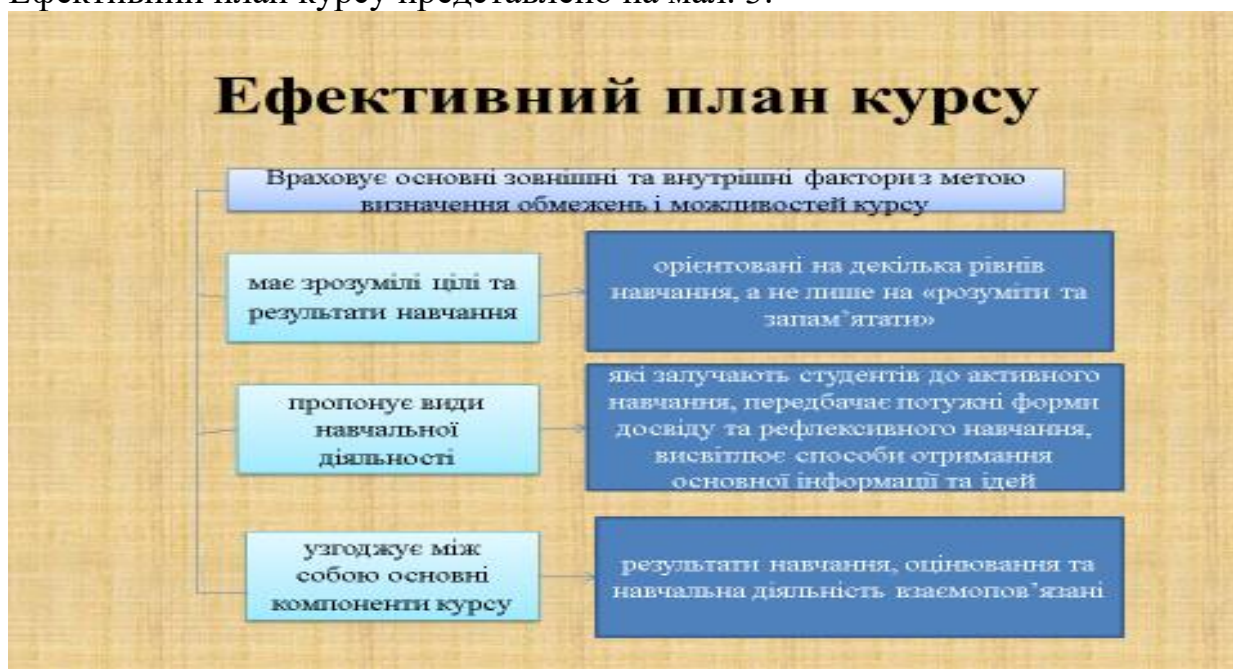 Ефективний план курсу представлено на мал. 3.
Ефективний план курсу
Враховує основні зовнішні та внутрішні фактори з метою
визначення обмежень і можливостей курсу
має зрозумілі цілі та
результати навчання
орієнтовані на декілька рівнів
навчання, а не лише на «розуміти та
запам’ятати»
пропонує види
навчальної
діяльності
які залучають студентів до активного
навчання, передбачає потужні форми
досвіду та рефлексивного навчання,
висвітлює способи отримання
основної інформації та ідей
узгоджує між
собою основні
компоненти курсу
результати навчання, оцінювання та
навчальна діяльність взаємопов’язані